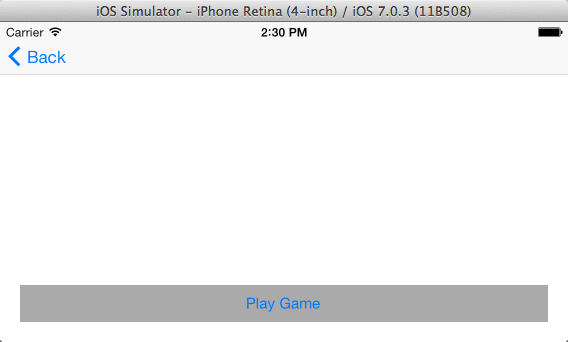 iOS Simulator – iPhone Retina (4-inch) / iOS 7.0.3 (11B508)
Carrier 2:30 PM
Back
Play Game